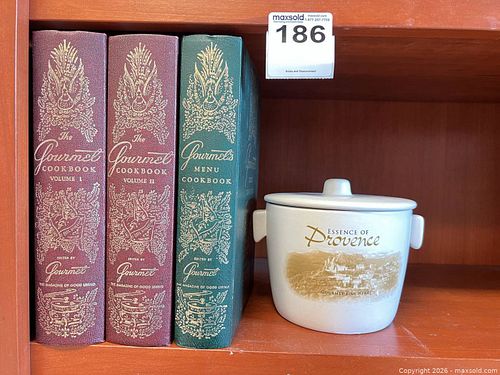 maxsold
186
The
Gourmet
COOKBOOK
VOLUME I
EDITED BY
Gourmet
THE MAGAZINE OF GOOD LIVING
The
Gourmet
COOKBOOK
VOLUME II
EDITED BY
Gourmet
THE MAGAZINE OF GOOD LIVING
Gourmet's
MENU
COOKBOOK
EDITED BY
Gourmet
THE MAGAZINE OF GOOD LIVING
ESSENCE OF
Provence
Copyright 2026 - maxsold.com